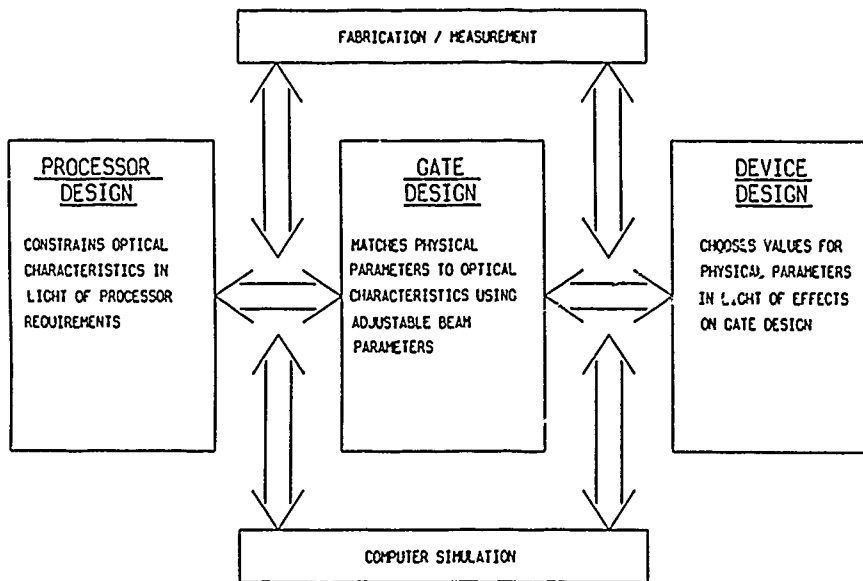 FABRICATION / MEASUREMENT
PROCESSOR
DESIGN
CONSTRAINS OPTICAL
CHARACTERISTICS IN
LIGHT OF PROCESSOR
REQUIREMENTS
GATE
DESIGN
MATCHES PHYSICAL
PARAMETERS TO OPTICAL
CHARACTERISTICS USING
ADJUSTABLE BEAM
PARAMETERS
DEVICE
DESIGN
CHOOSES VALUES FOR
PHYSICAL PARAMETERS
IN LIGHT OF EFFECTS
ON GATE DESIGN
COMPUTER SIMULATION